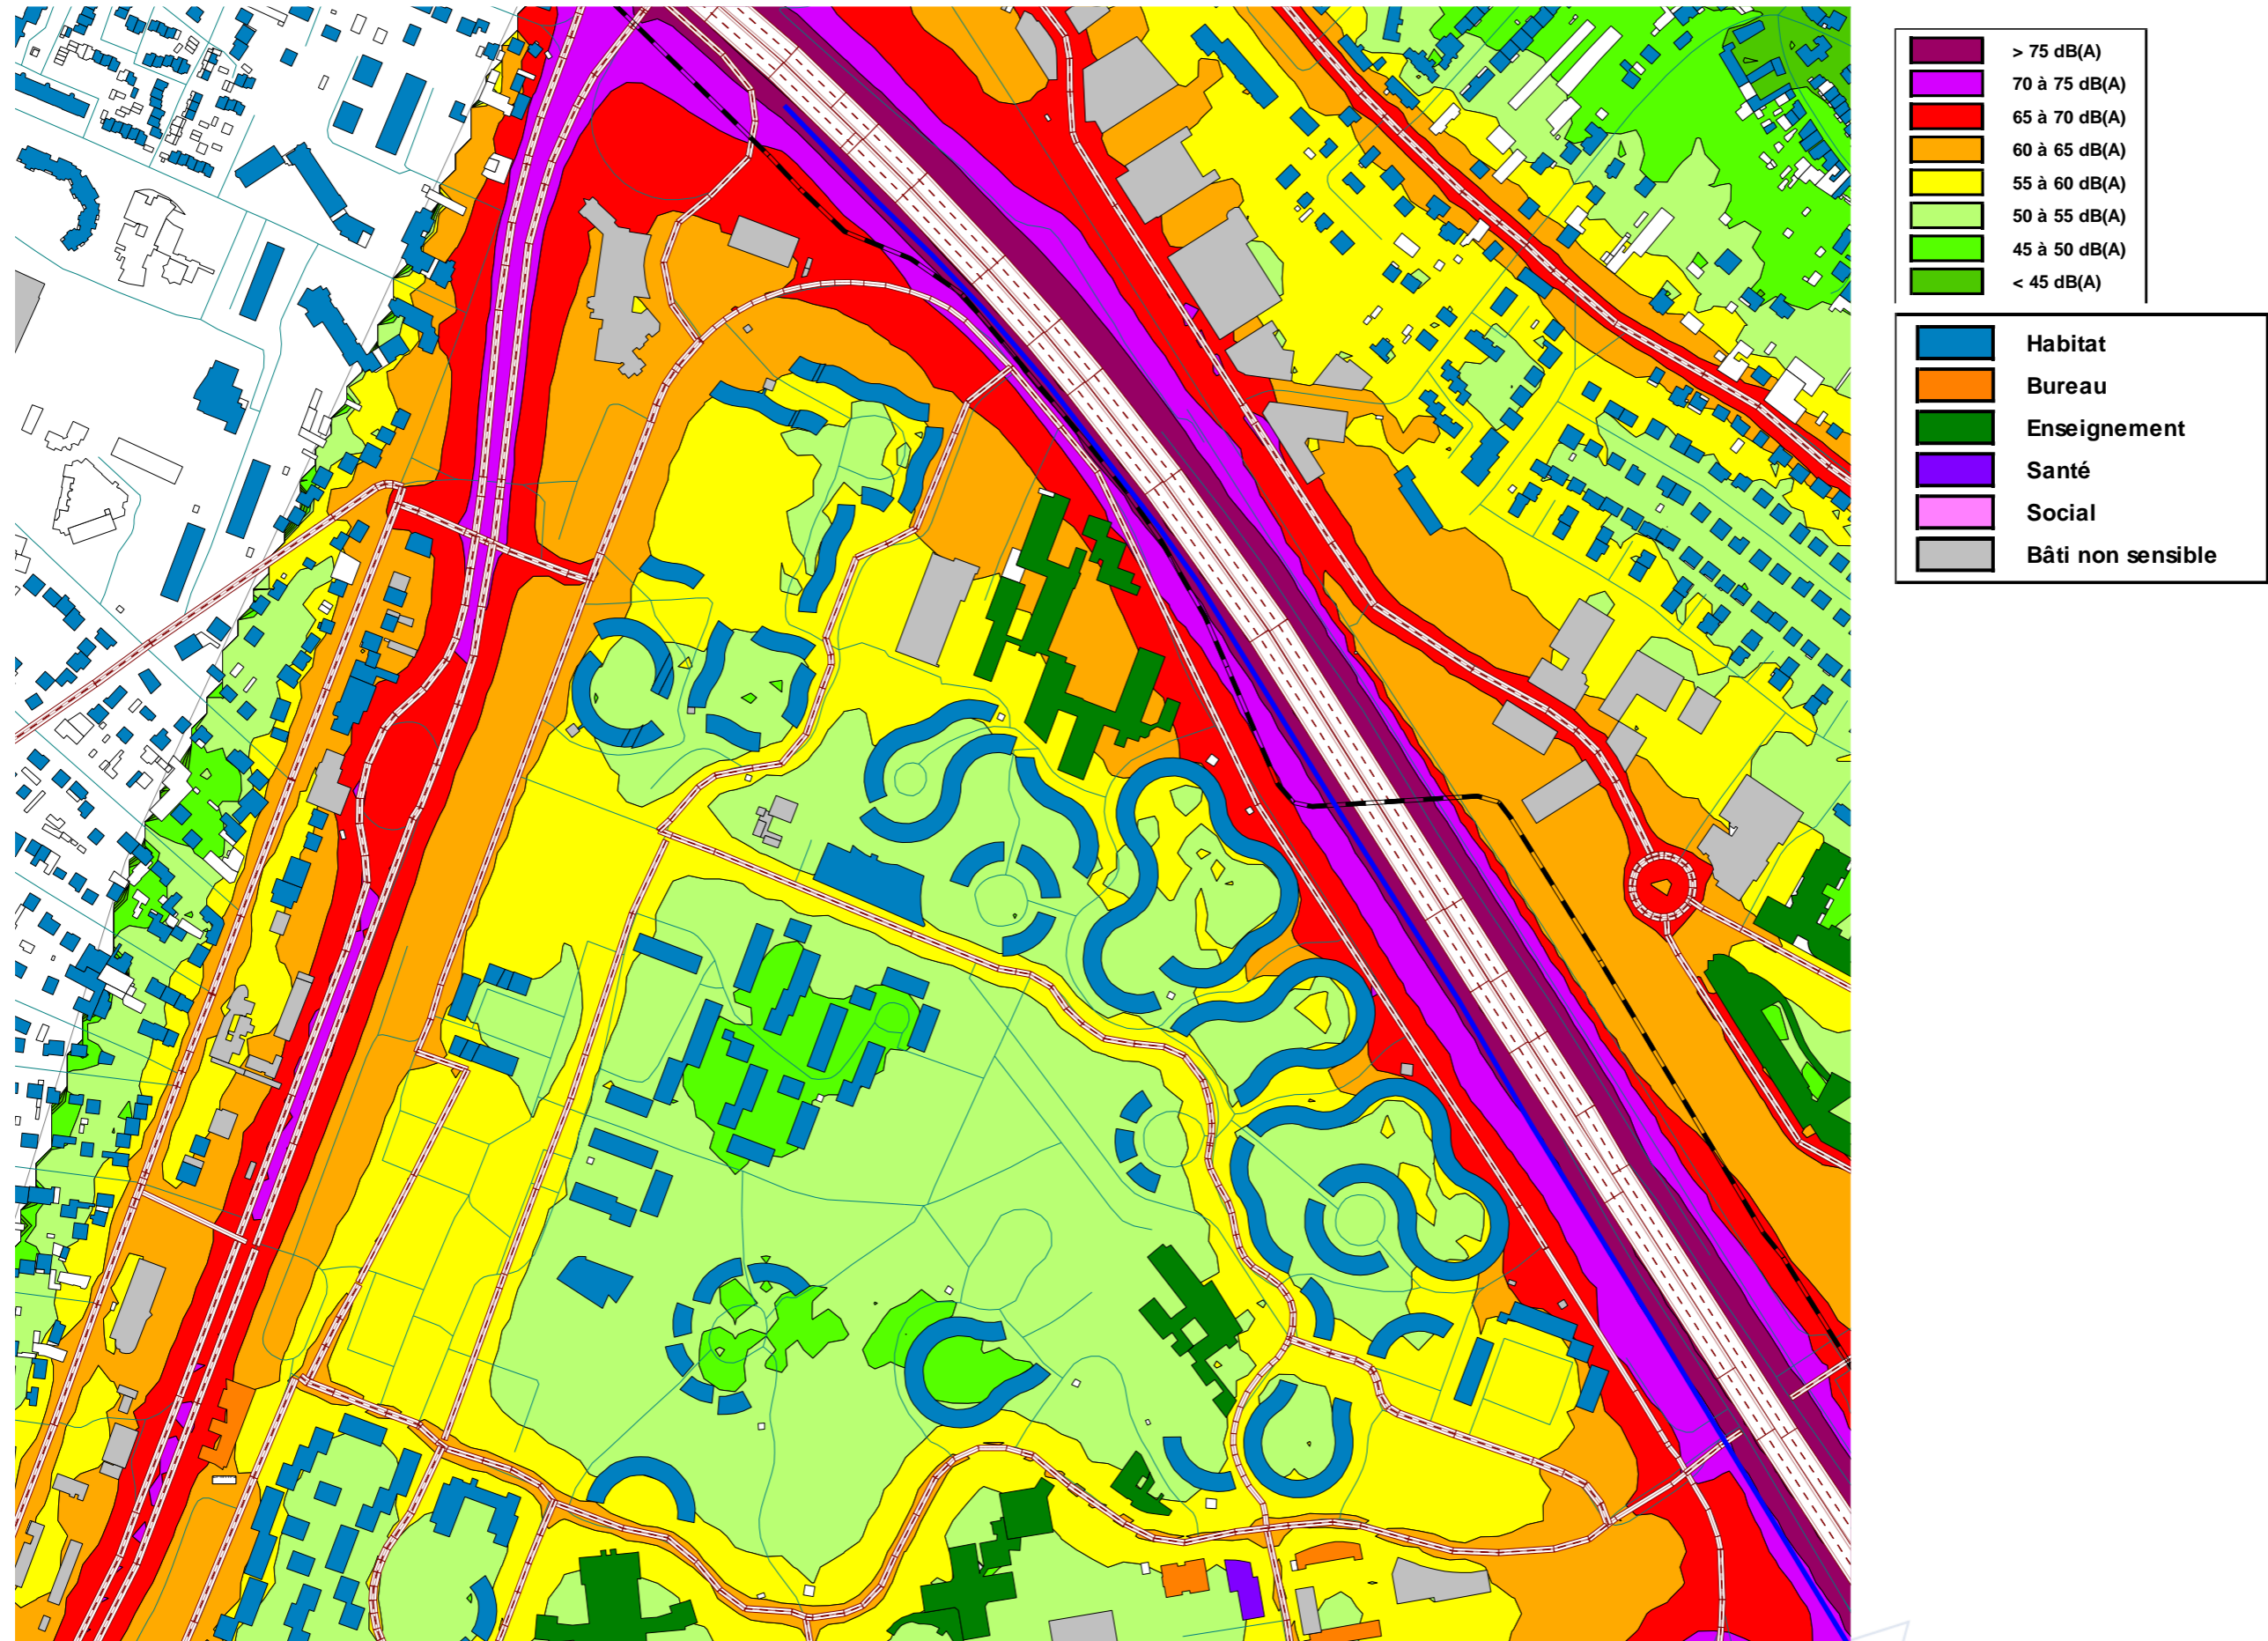 > 75 dB(A)
70 à 75 dB(A)
65 à 70 dB(A)
60 à 65 dB(A)
55 à 60 dB(A)
50 à 55 dB(A)
45 à 50 dB(A)
< 45 dB(A)
Habitat
Bureau
Enseignement
Santé
Social
Bâti non sensible